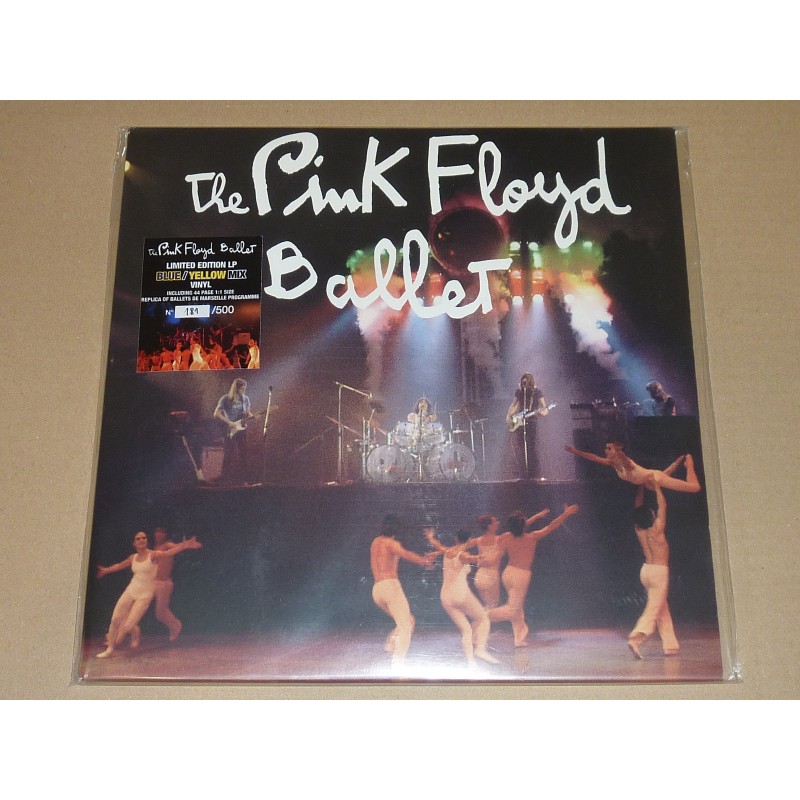 The Pink Floyd
Ballet
the Pink Floyd Ballet
LIMITED EDITION LP
BLUE//YELLOW MIX
VINYL
INCLUDING 44 PAGE 1:1 SIZE
REPLICA OF BALLETS DE MARSEILLE PROGRAMME
N° 181 /500